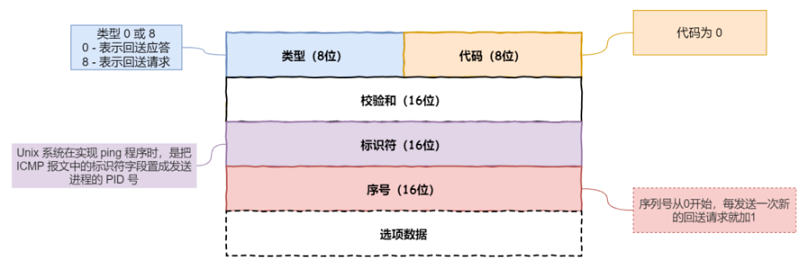 类型 0 或 8
0 - 表示回送应答
8 - 表示回送请求
类型（8位）
代码（8位）
代码为 0
校验和（16位）
Unix 系统在实现 ping 程序时，是把
ICMP 报文中的标识符字段置成发送
进程的 PID 号
标识符（16位）
序号（16位）
序列号从0开始，每发送一次新
的回送请求就加1
选项数据